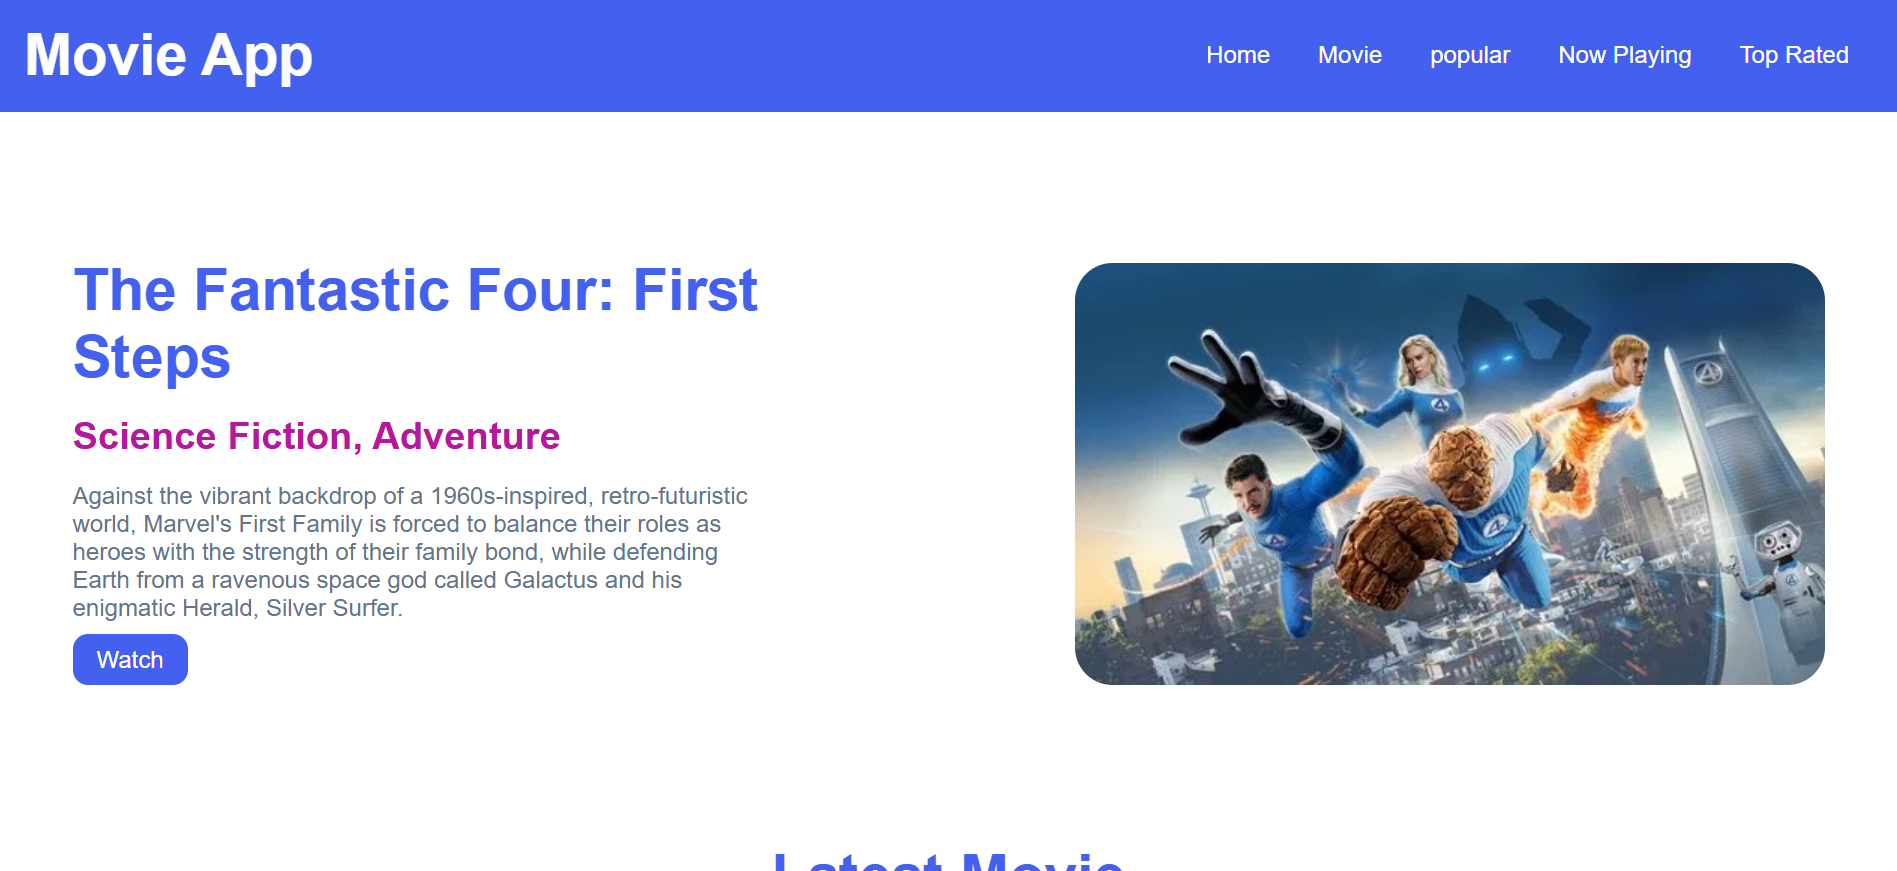 Movie App
Home
Movie
popular
Now Playing
Top Rated
The Fantastic Four: First
Steps
Science Fiction, Adventure
Against the vibrant backdrop of a 1960s-inspired, retro-futuristic
world, Marvel's First Family is forced to balance their roles as
heroes with the strength of their family bond, while defending
Earth from a ravenous space god called Galactus and his
enigmatic Herald, Silver Surfer.
Watch
4
4
4
Latest Movie